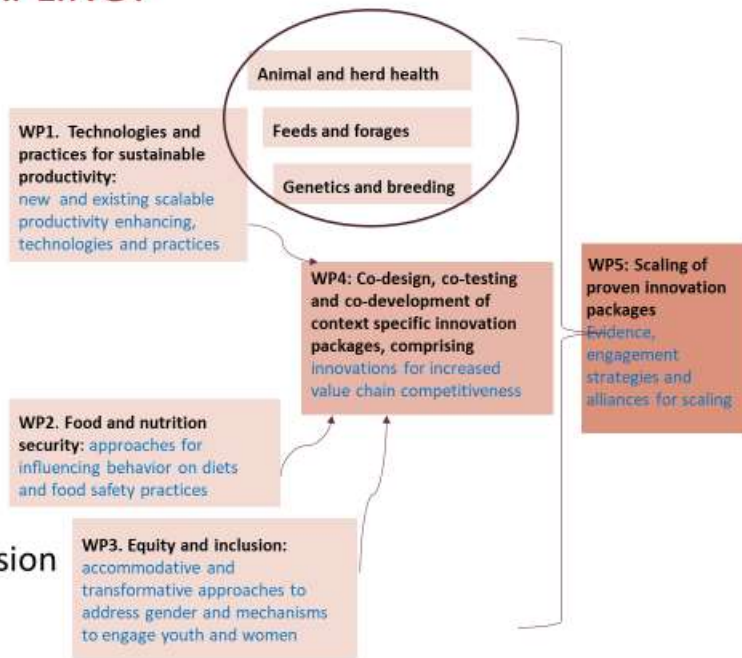 Animal and herd health
Feeds and forages
Genetics and breeding
WP1. Technologies and
practices for sustainable
productivity:
new and existing scalable
productivity enhancing,
technologies and practices
WP4: Co-design, co-testing
and co-development of
context specific innovation
packages, comprising
innovations for increased
value chain competitiveness
WP5: Scaling of
proven innovation
packages
Evidence,
engagement
strategies and
alliances for scaling
WP2. Food and nutrition
security: approaches for
influencing behavior on diets
and food safety practices
sion
WP3. Equity and inclusion:
accommodative and
transformative approaches to
address gender and mechanisms
to engage youth and women